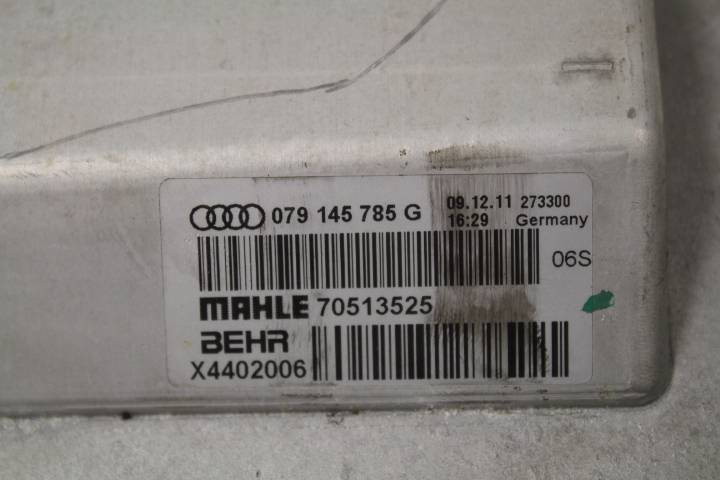 079 145 785 G 09.12.11 273300
16:29 Germany
06S
MAHLE 70513525
BEHR
X4402006